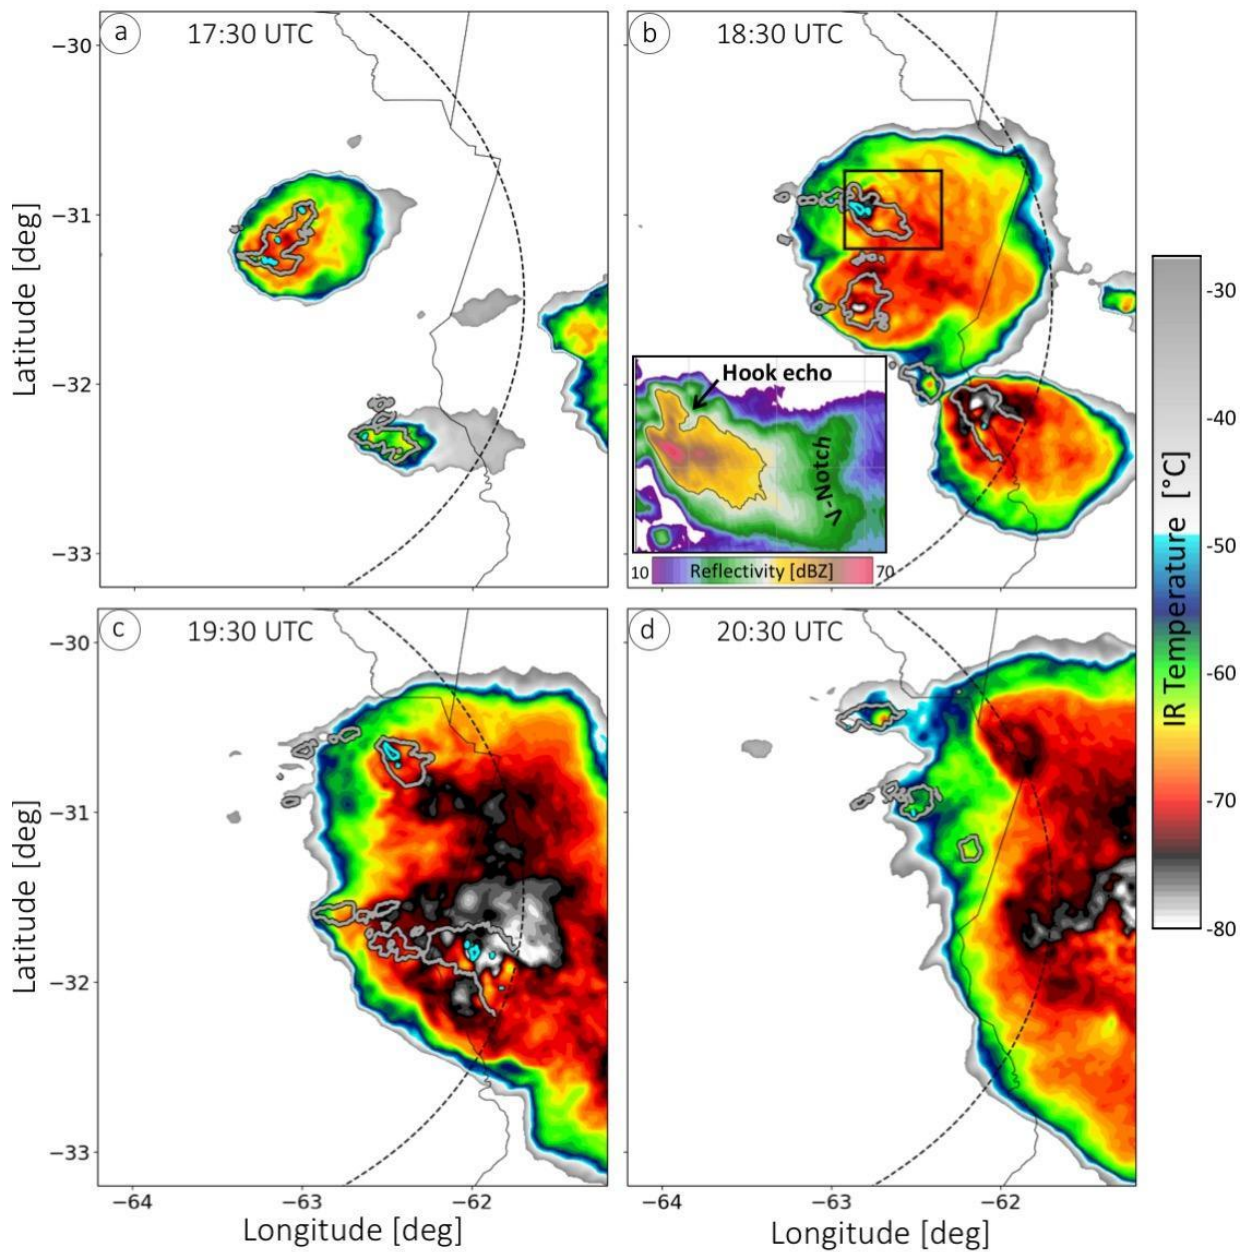 a 17:30 UTC
b 18:30 UTC
−30
−31
−32
−33
Latitude [deg]
Hook echo
V-Notch
10 Reflectivity [dBZ] 70
c 19:30 UTC
d 20:30 UTC
−30
−31
−32
−33
Latitude [deg]
−64 −63 −62
−64 −63 −62
Longitude [deg]
Longitude [deg]
-30
-40
-50
-60
-70
-80
IR Temperature [°C]